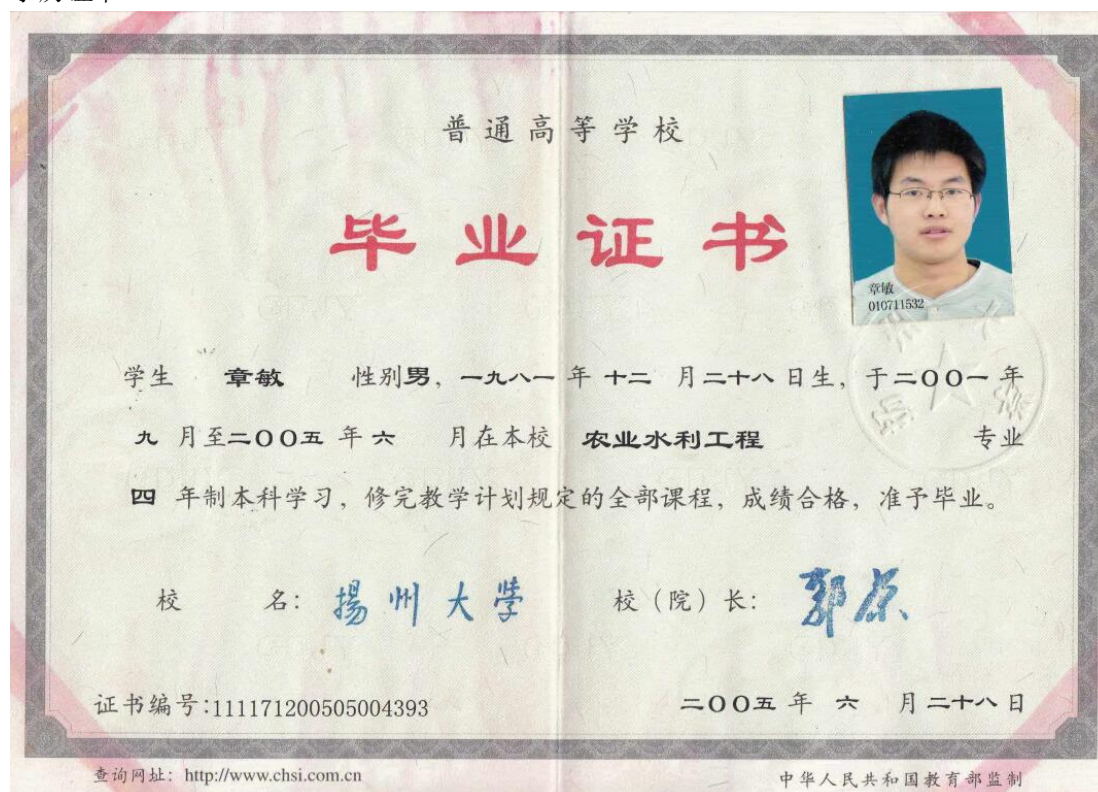 普通高等学校
毕业证书
章敏
010711532
学生 章敏 性别男，一九八一年十二月二十八日生，于二〇〇一年
九月至二〇〇五年六月在本校 农业水利工程 专业
四年制本科学习，修完教学计划规定的全部课程，成绩合格，准予毕业。
校 名：揚州大学 校（院）长：郭荣
证书编号：111171200505004393 二〇〇五年六月二十八日
查询网址：http://www.chsi.com.cn 中华人民共和国教育部监制